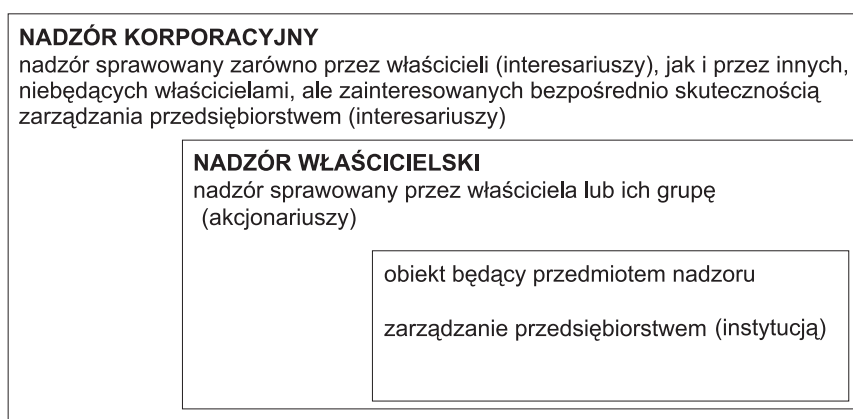 NADZÓR KORPORACYJNY
nadzór sprawowany zarówno przez właścicieli (interesariuszy), jak i przez innych,
niebędących właścicielami, ale zainteresowanych bezpośrednio skutecznością
zarządzania przedsiębiorstwem (interesariuszy)
NADZÓR WŁAŚCICIELSKI
nadzór sprawowany przez właściciela lub ich grupę
(akcjonariuszy)
obiekt będący przedmiotem nadzoru
zarządzanie przedsiębiorstwem (instytucją)